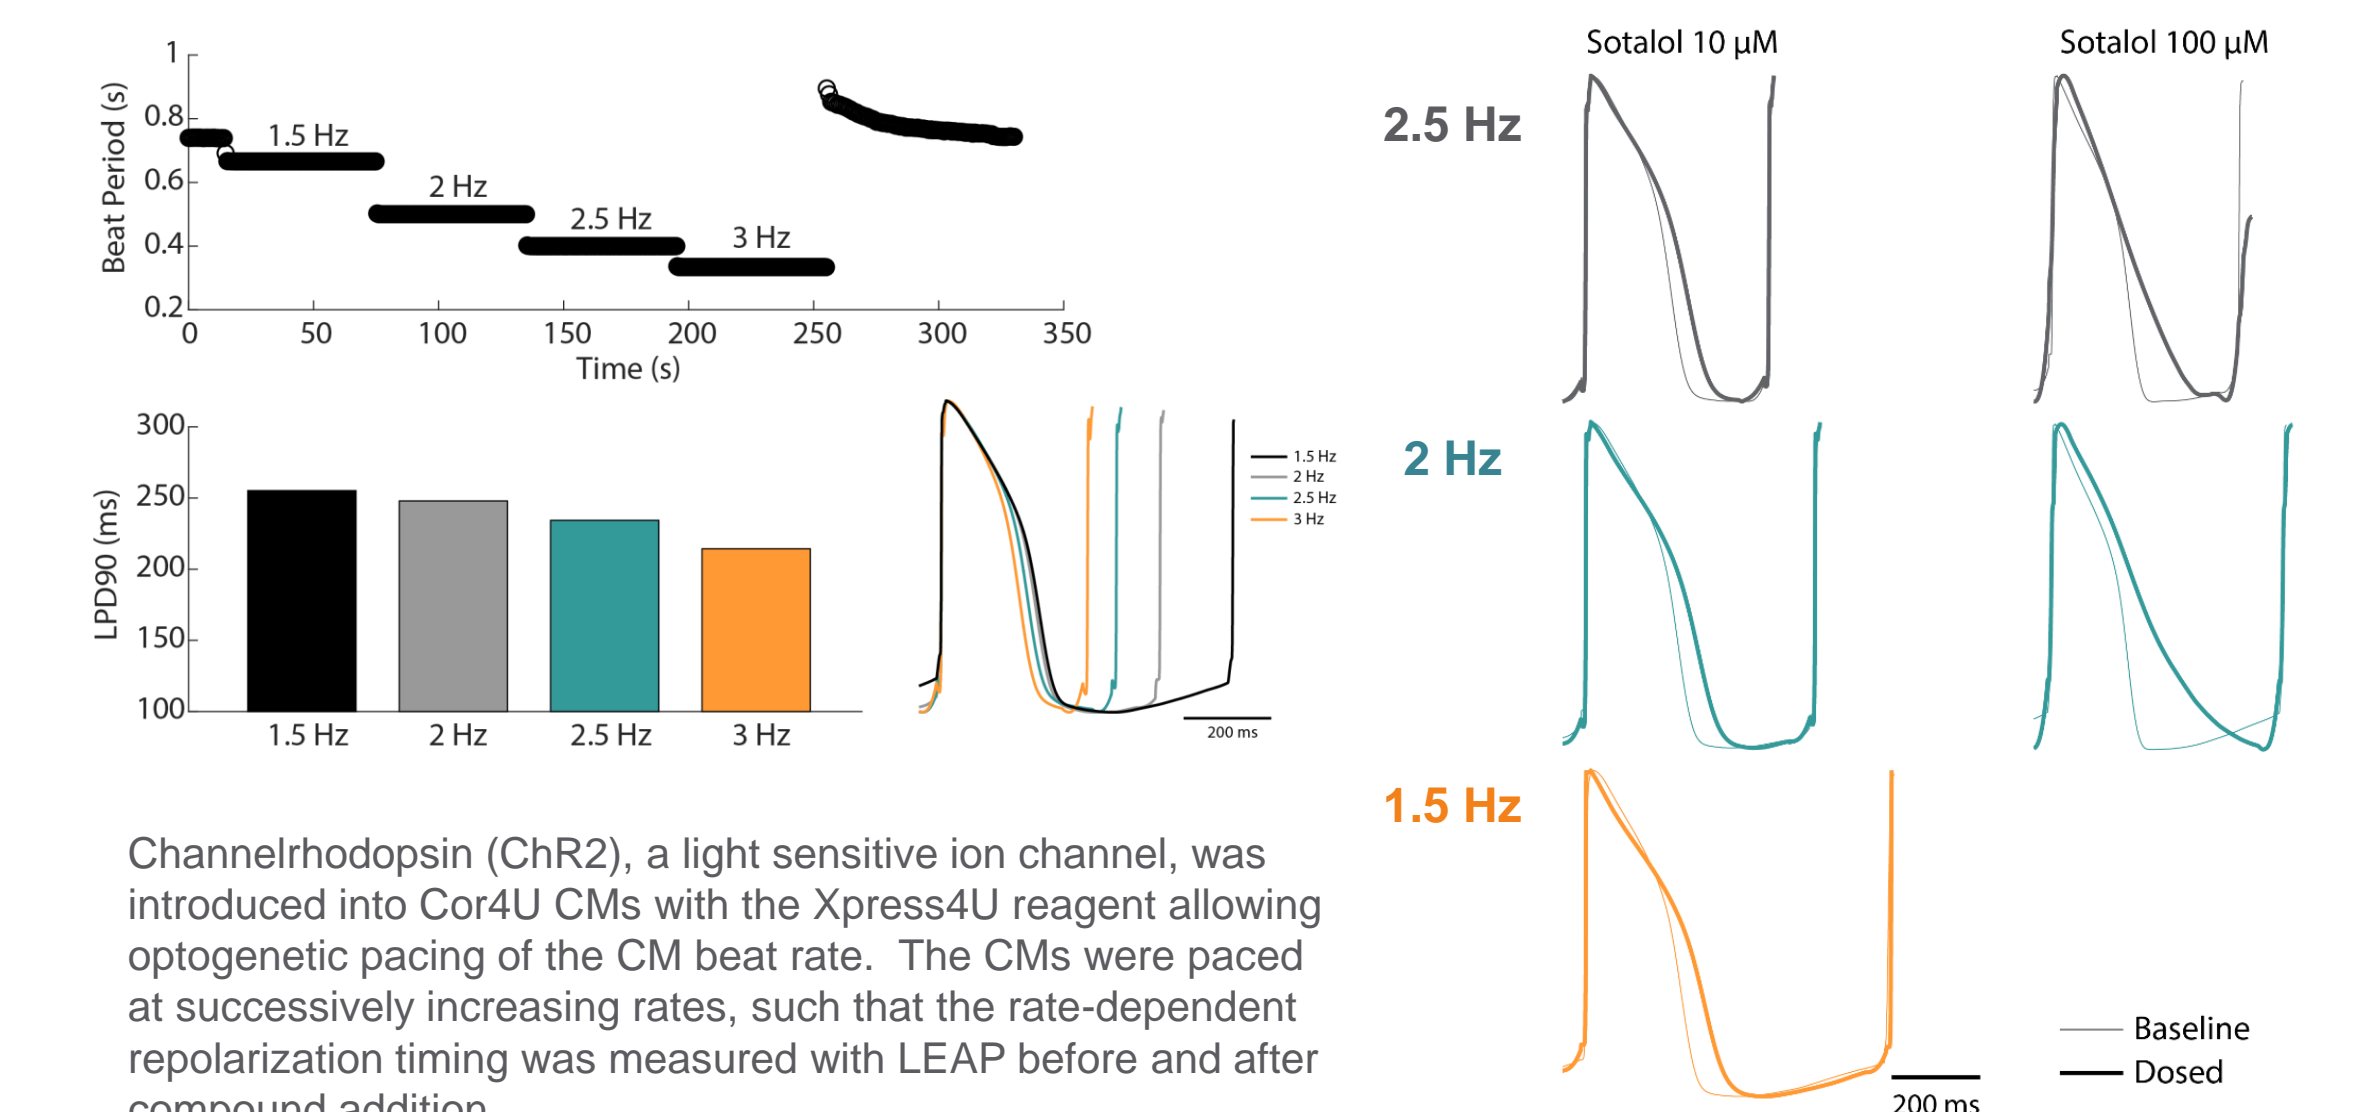 1
0.8
0.6
0.4
0.2
Beat Period (s)
1.5 Hz
2 Hz
2.5 Hz
3 Hz
0 50 100 150 200 250 300 350
Time (s)
300
250
200
150
100
LPD90 (ms)
1.5 Hz 2 Hz 2.5 Hz 3 Hz
1.5 Hz
2 Hz
2.5 Hz
3 Hz
200 ms
Channelrhodopsin (ChR2), a light sensitive ion channel, was
introduced into Cor4U CMs with the Xpress4U reagent allowing
optogenetic pacing of the CM beat rate.  The CMs were paced
at successively increasing rates, such that the rate-dependent
repolarization timing was measured with LEAP before and after
compound addition
Sotalol 10 µM
Sotalol 100 µM
2.5 Hz
2 Hz
1.5 Hz
Baseline
Dosed
200 ms